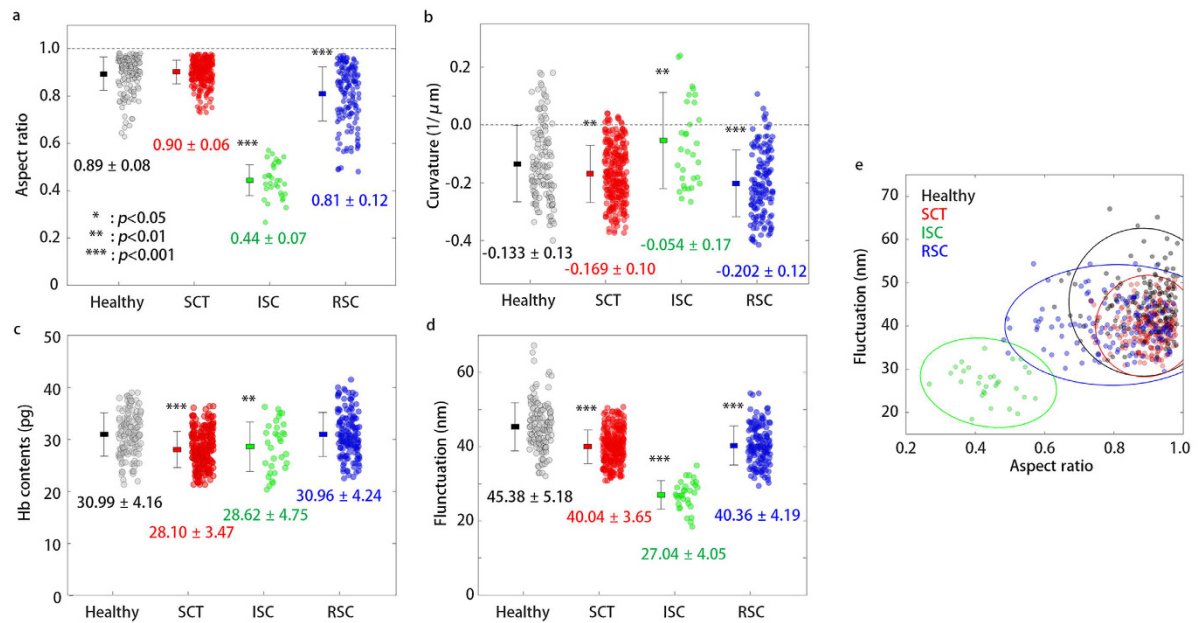 a
Aspect ratio
1.0
0.8
0.6
0.4
0.2
0
***
***
0.89 ± 0.08
0.90 ± 0.06
0.44 ± 0.07
0.81 ± 0.12
* : p<0.05
** : p<0.01
*** : p<0.001
Healthy SCT ISC RSC
b
Curvature (1/μm)
0.2
0.0
-0.2
-0.4
**
**
***
-0.133 ± 0.13
-0.169 ± 0.10
-0.054 ± 0.17
-0.202 ± 0.12
Healthy SCT ISC RSC
c
Hb contents (pg)
50
40
30
20
10
0
***
**
30.99 ± 4.16
28.10 ± 3.47
28.62 ± 4.75
30.96 ± 4.24
Healthy SCT ISC RSC
d
Flunctuation (nm)
60
40
20
0
***
***
***
45.38 ± 5.18
40.04 ± 3.65
27.04 ± 4.05
40.36 ± 4.19
Healthy SCT ISC RSC
e
Fluctuation (nm)
70
60
50
40
30
20
Healthy
SCT
ISC
RSC
0.2 0.4 0.6 0.8 1.0
Aspect ratio